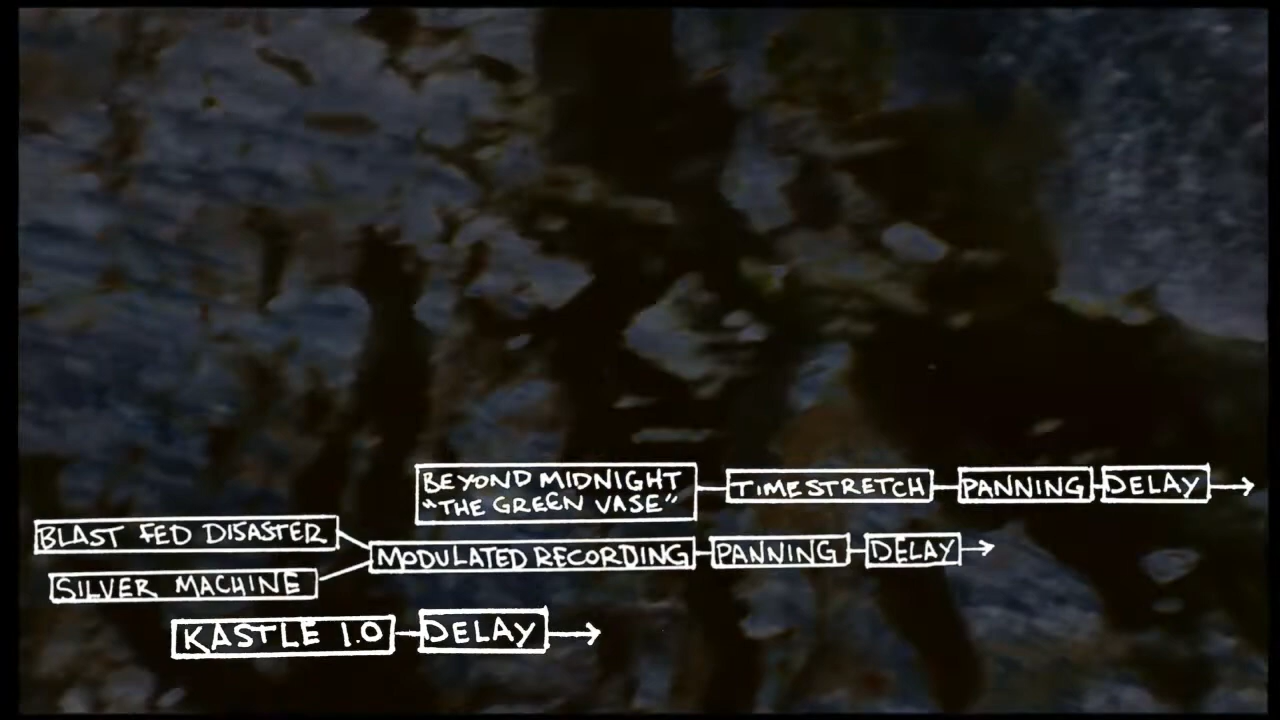 BEYOND MIDNIGHT
"THE GREEN VASE"
TIMESTRETCH
PANNING
DELAY
BLAST FED DISASTER
SILVER MACHINE
MODULATED RECORDING
PANNING
DELAY
KASTLE 1.0
DELAY